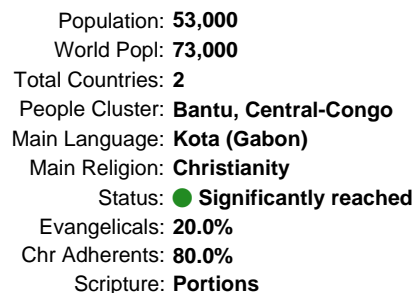 Population: 53,000
World Popl: 73,000
Total Countries: 2
People Cluster: Bantu, Central-Congo
Main Language: Kota (Gabon)
Main Religion: Christianity
Status: Significantly reached
Evangelicals: 20.0%
Chr Adherents: 80.0%
Scripture: Portions